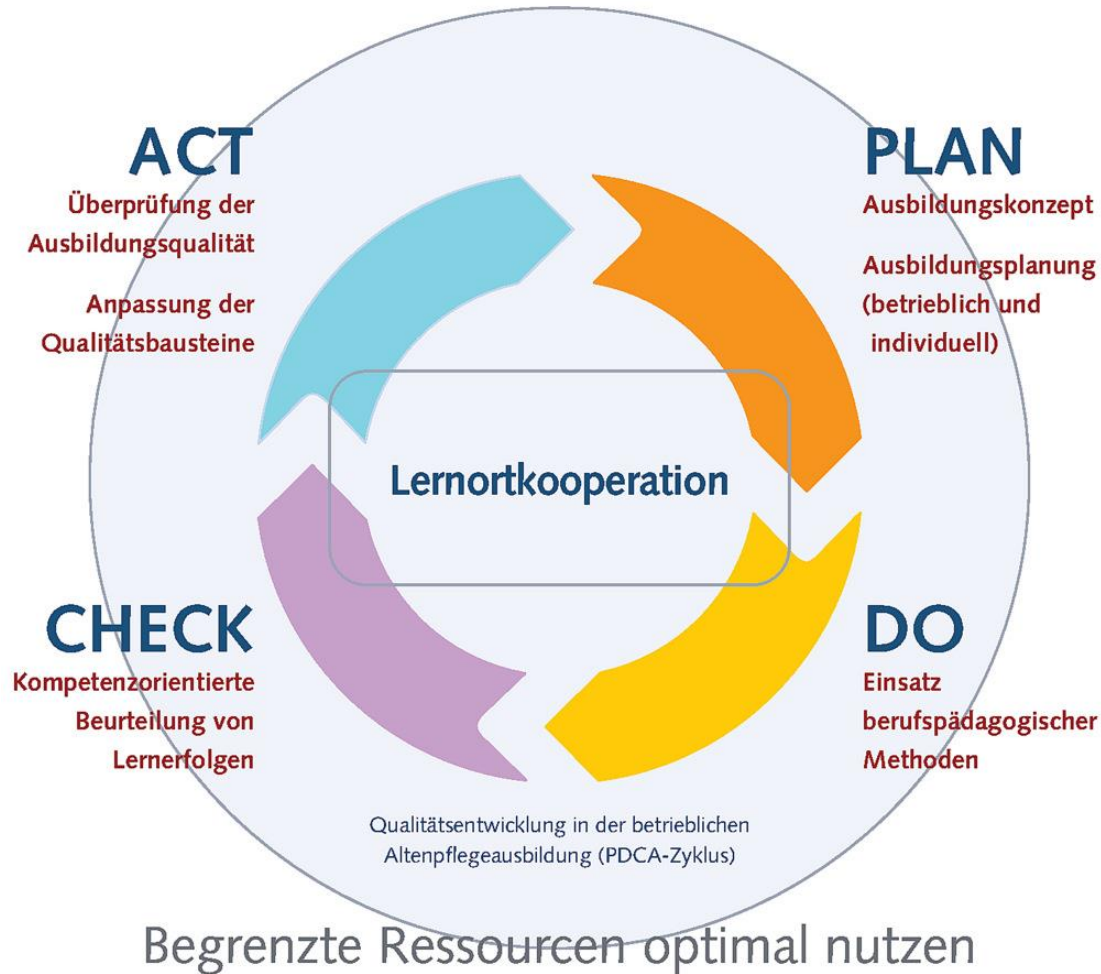 ACT
Überprüfung der
Ausbildungsqualität
Anpassung der
Qualitätsbausteine
PLAN
Ausbildungskonzept
Ausbildungsplanung
(betrieblich und
individuell)
Lernortkooperation
CHECK
Kompetenzorientierte
Beurteilung von
Lernerfolgen
DO
Einsatz
berufspädagogischer
Methoden
Qualitätsentwicklung in der betrieblichen
Altenpflegeausbildung (PDCA-Zyklus)
Begrenzte Ressourcen optimal nutzen